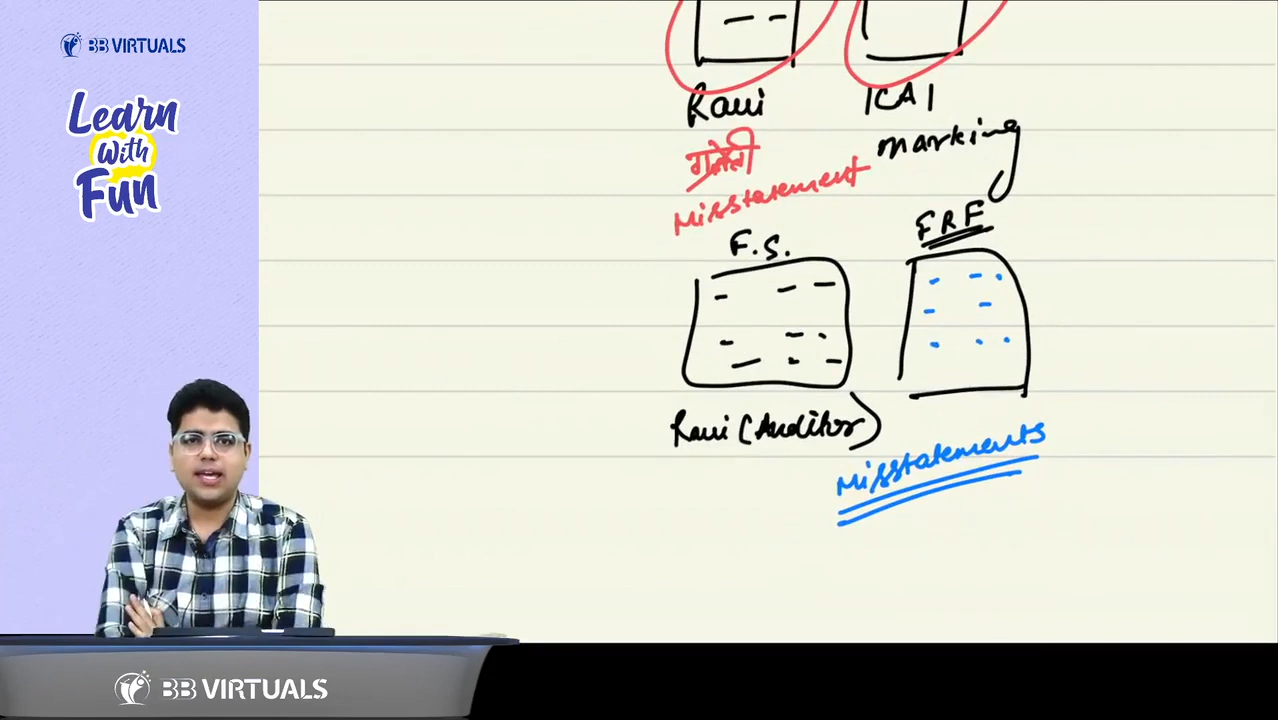 BB VIRTUALS
Learn
With
Fun
Ravi
ICAI
marking
गलती
Misstatement
F.S.
FRF
Ravi (Auditor)
Misstatements
BB VIRTUALS